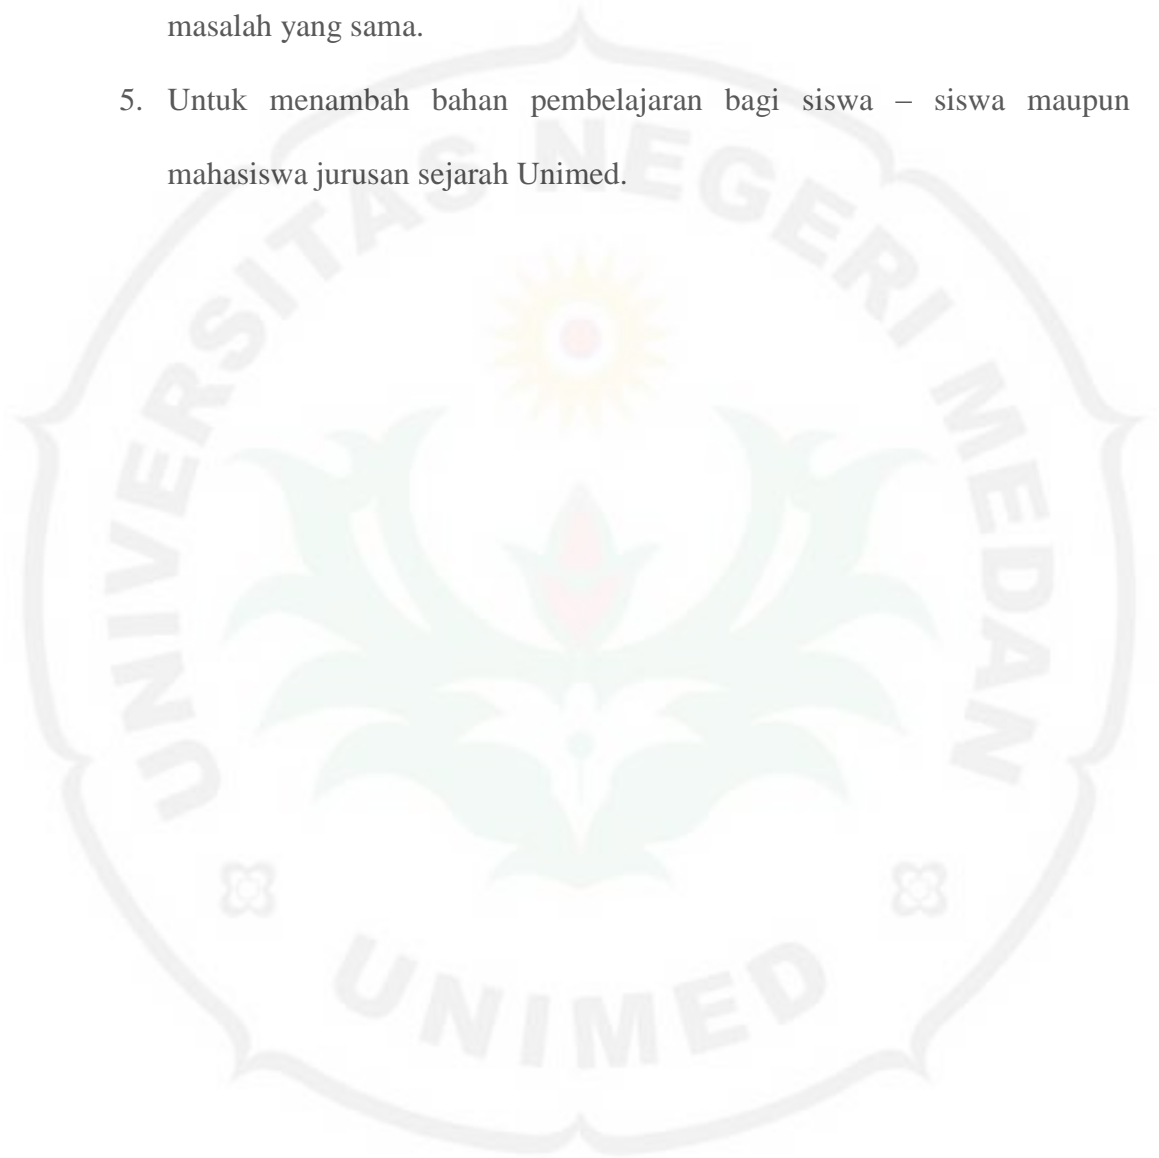 masalah yang sama.
5. Untuk menambah bahan pembelajaran bagi siswa – siswa maupun
mahasiswa jurusan sejarah Unimed.
UNIVERSITAS NEGERI MEDAN
UNIMED